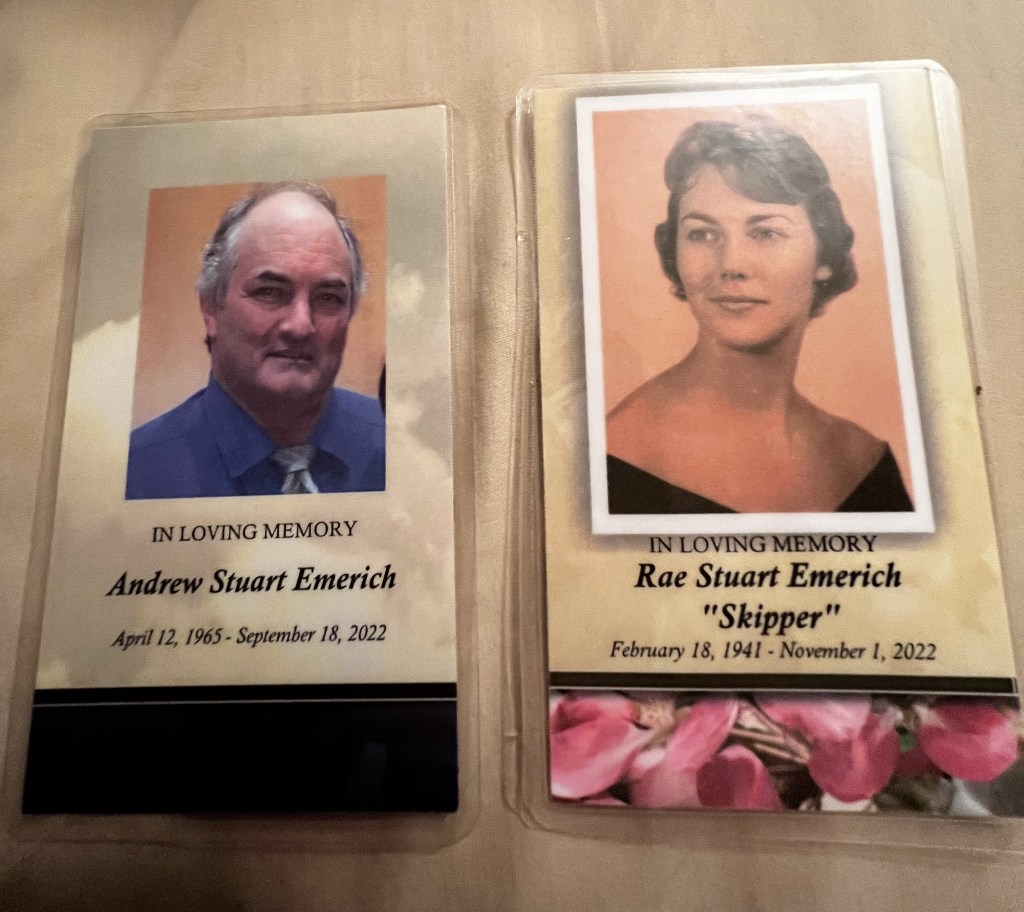 IN LOVING MEMORY
Andrew Stuart Emerich
April 12, 1965 - September 18, 2022
IN LOVING MEMORY
Rae Stuart Emerich
"Skipper"
February 18, 1941 - November 1, 2022